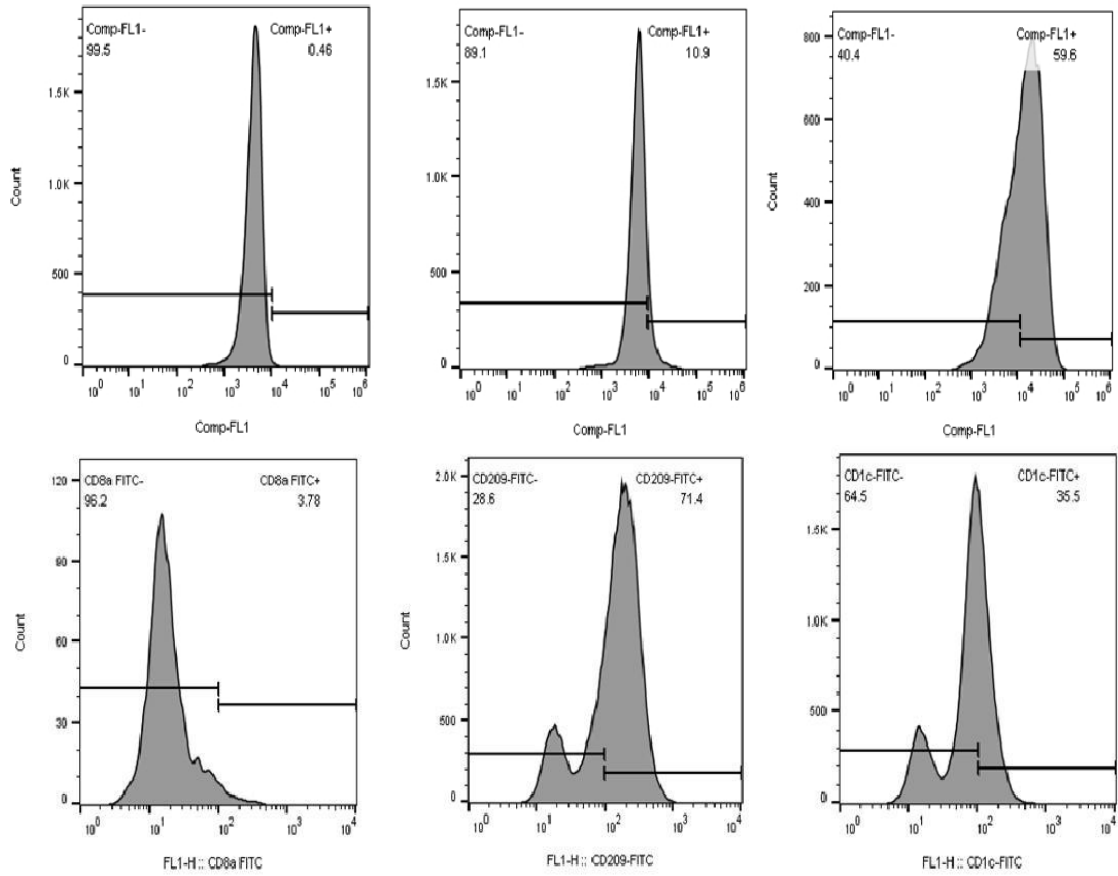 Comp-FL1- Comp-FL1+
99.5 0.46
1.5K
1.0K
500
0
Count
10^0 10^1 10^2 10^3 10^4 10^5 10^6
Comp-FL1
Comp-FL1- Comp-FL1+
89.1 10.9
1.5K
1.0K
500
0
Count
10^0 10^1 10^2 10^3 10^4 10^5 10^6
Comp-FL1
Comp-FL1- Comp-FL1+
40.4 59.6
800
600
400
200
0
Count
10^0 10^1 10^2 10^3 10^4 10^5 10^6
Comp-FL1
CD8a FITC- CD8a FITC+
96.2 3.78
120
90
60
30
0
Count
10^0 10^1 10^2 10^3 10^4
FL1-H :: CD8a FITC
CD209-FITC- CD209-FITC+
28.6 71.4
2.0K
1.5K
1.0K
500
0
Count
10^0 10^1 10^2 10^3 10^4
FL1-H :: CD209-FITC
CD1c-FITC- CD1c-FITC+
64.5 35.5
1.5K
1.0K
500
0
10^0 10^1 10^2 10^3 10^4
FL1-H :: CD1c-FITC